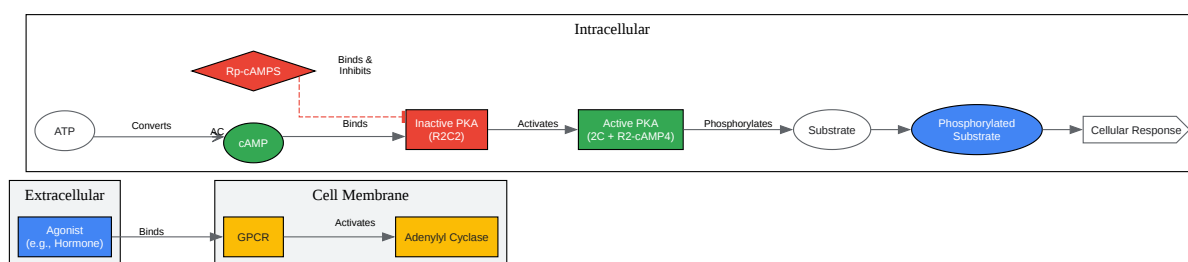 Intracellular
Rp-cAMPS
Binds &
Inhibits
ATP
Converts
AC
cAMP
Binds
Inactive PKA
(R2C2)
Activates
Active PKA
(2C + R2-cAMP4)
Phosphorylates
Substrate
Phosphorylated
Substrate
Cellular Response
Extracellular
Agonist
(e.g., Hormone)
Binds
Cell Membrane
GPCR
Activates
Adenylyl Cyclase